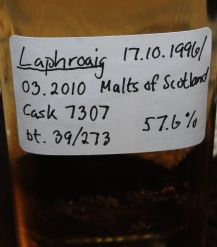 Laphroaig 17.10.1996/
03.2010 Malts of Scotland
Cask 7307
bt. 39/273 57.6%